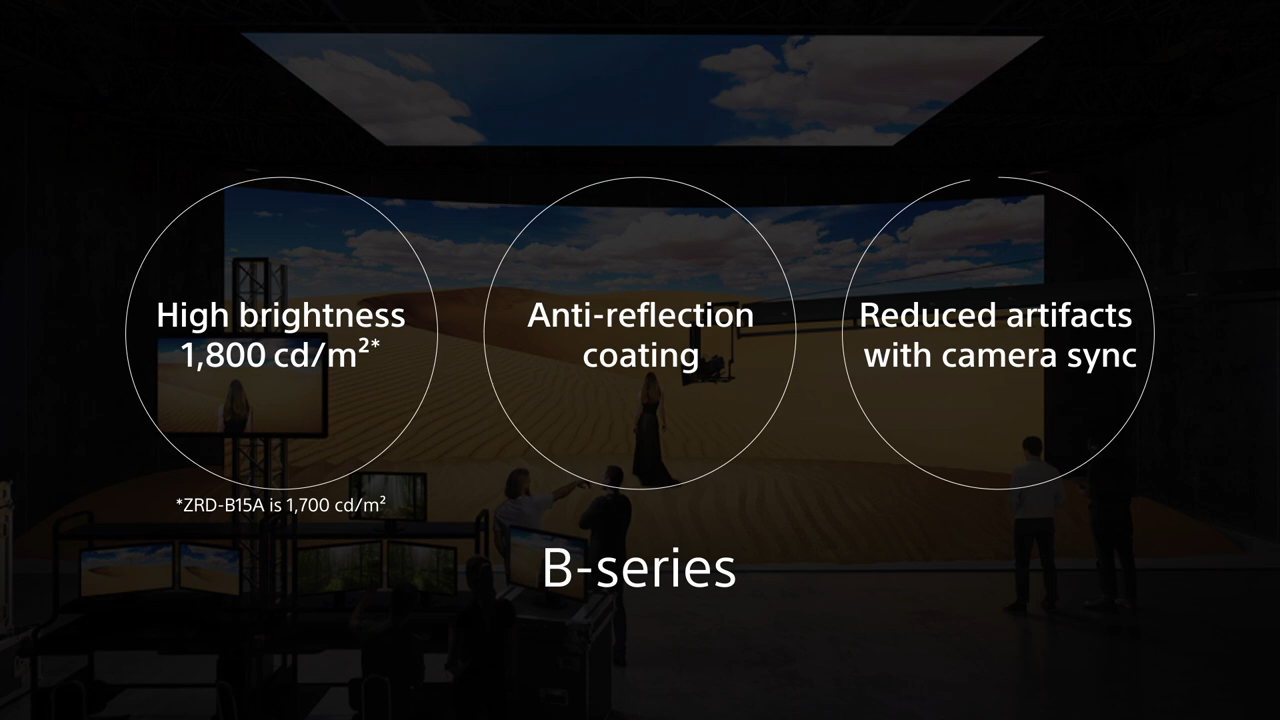 High brightness
1,800 cd/m²*
Anti-reflection
coating
Reduced artifacts
with camera sync
*ZRD-B15A is 1,700 cd/m²
B-series